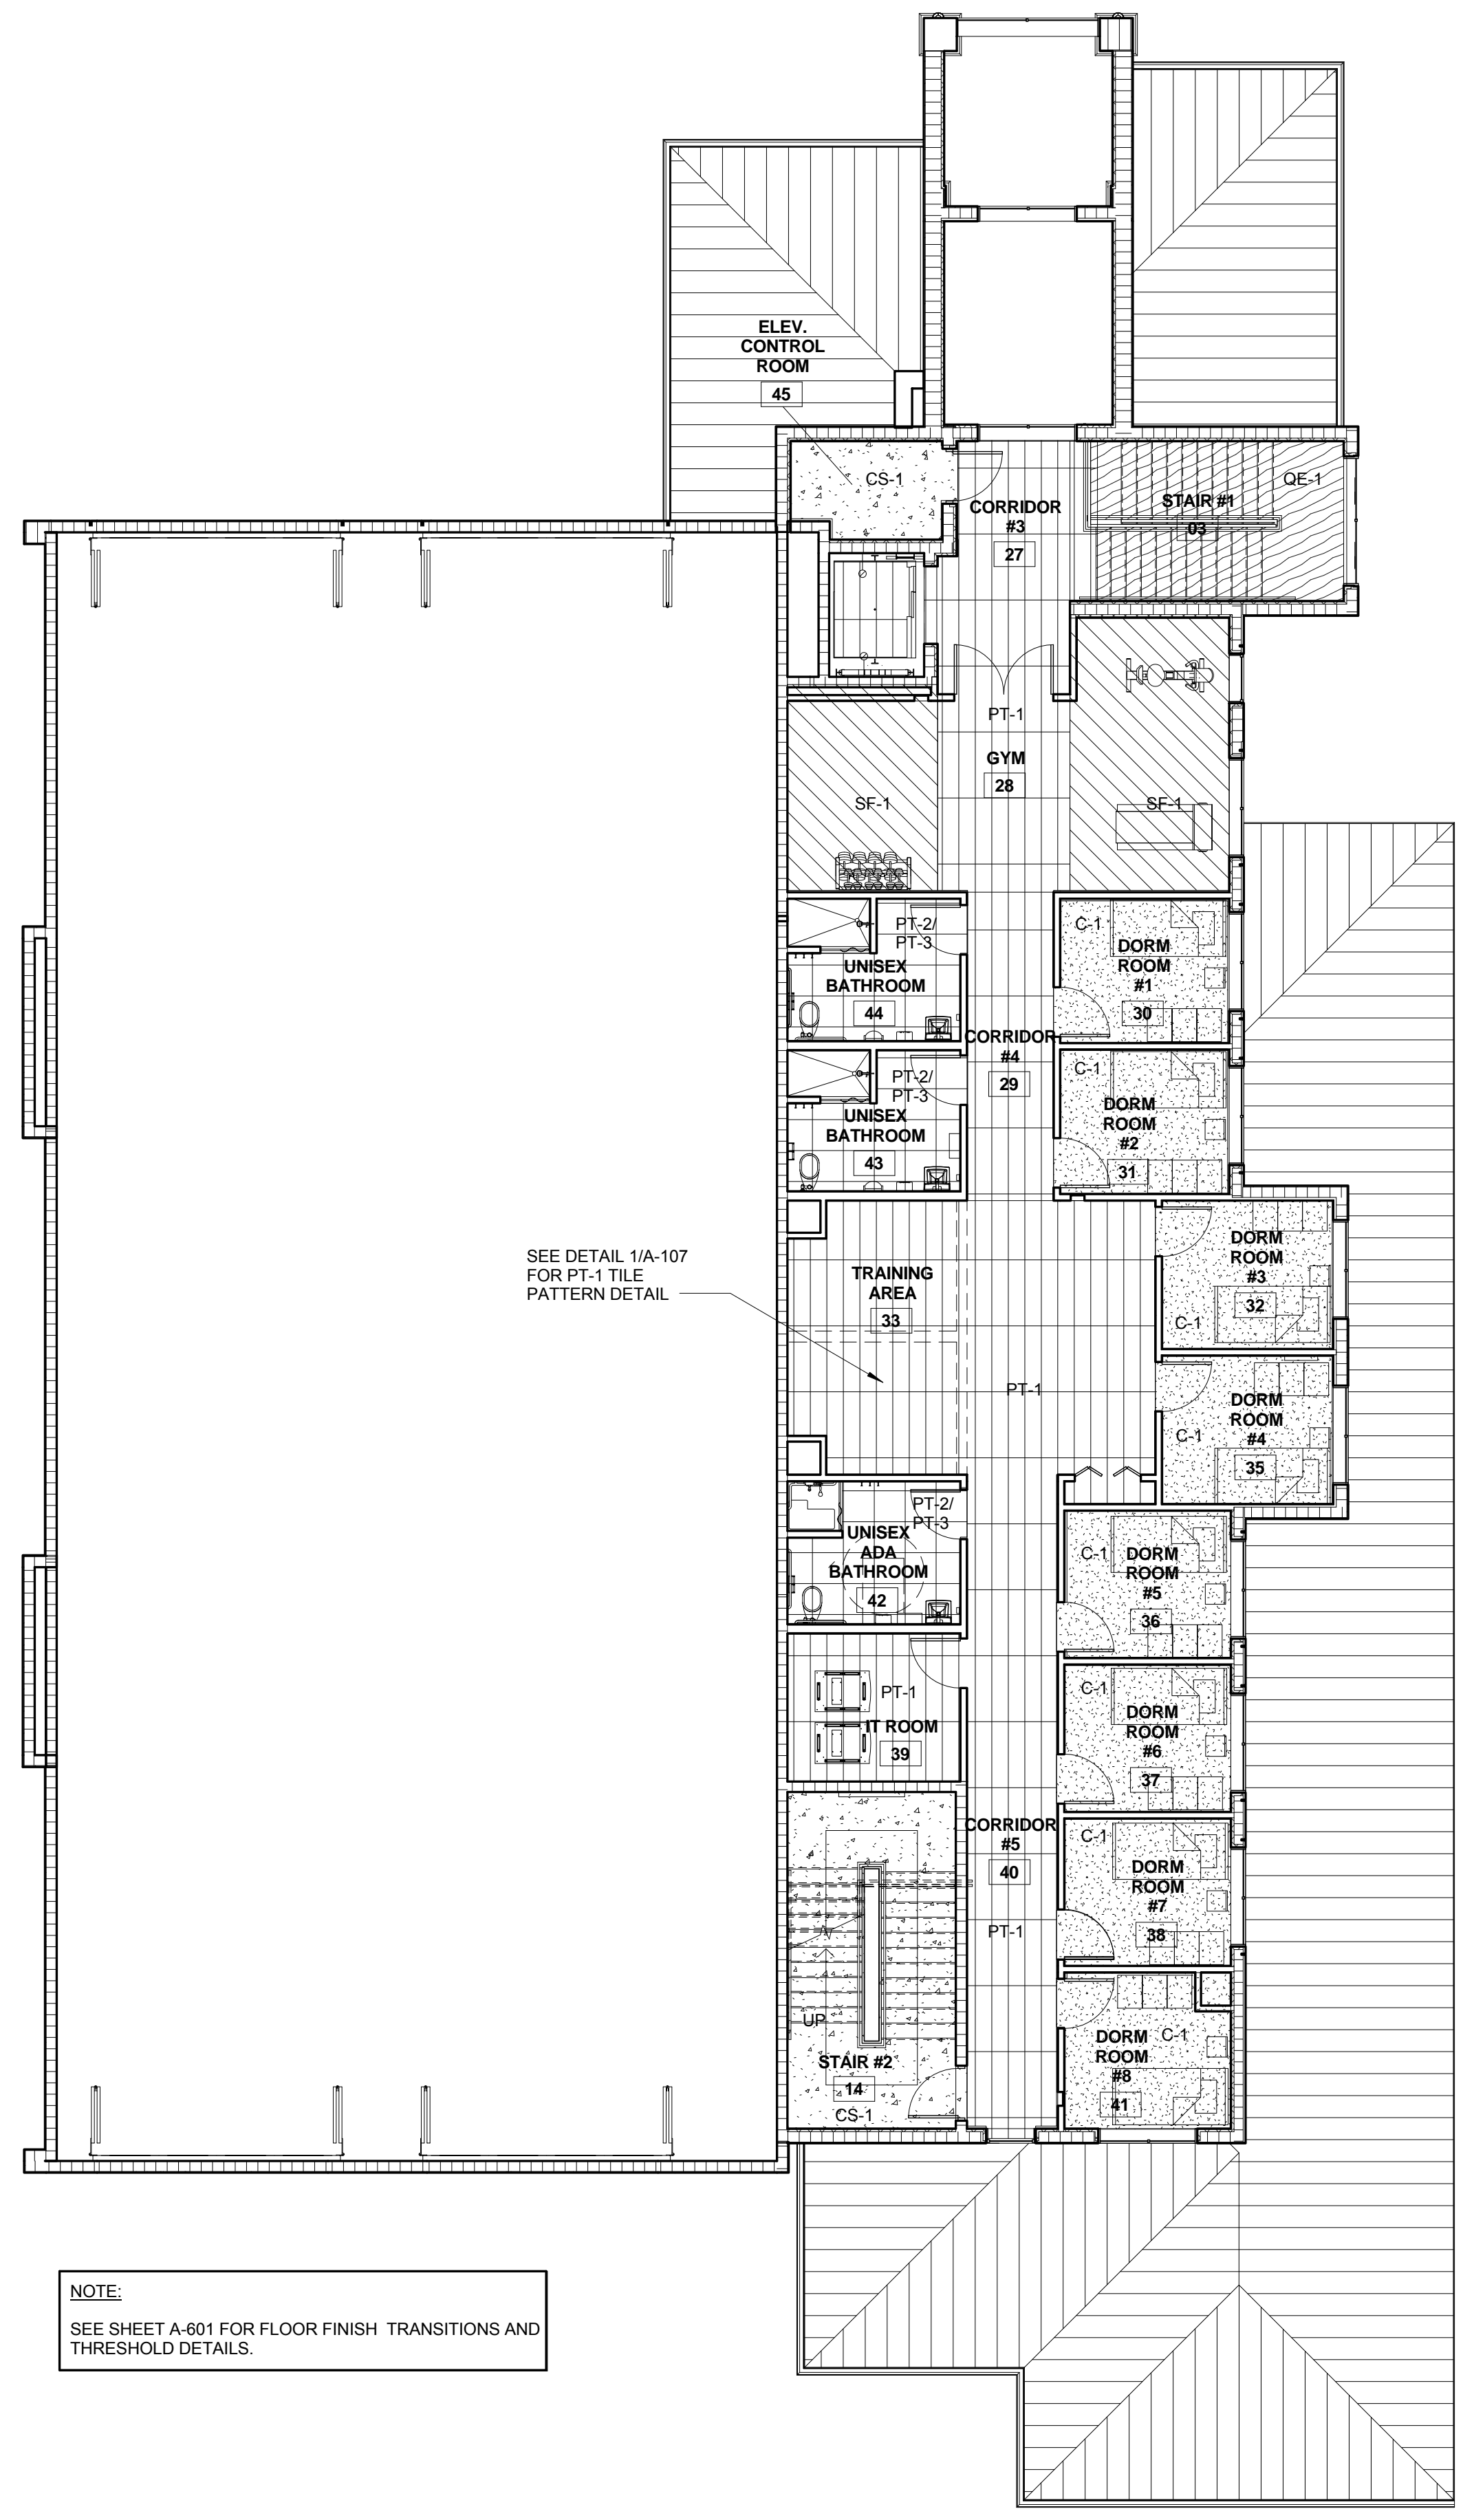 ELEV.
CONTROL
ROOM
45
CS-1
CORRIDOR
#3
27
QE-1
STAIR #1
03
PT-1
GYM
28
SF-1
SF-1
PT-2/
PT-3
UNISEX
BATHROOM
44
C-1
DORM
ROOM
#1
30
CORRIDOR
#4
29
PT-2/
PT-3
UNISEX
BATHROOM
43
C-1
DORM
ROOM
#2
31
SEE DETAIL 1/A-107
FOR PT-1 TILE
PATTERN DETAIL
TRAINING
AREA
33
PT-1
DORM
ROOM
#3
32
C-1
DORM
ROOM
#4
35
C-1
PT-2/
PT-3
UNISEX
ADA
BATHROOM
42
C-1
DORM
ROOM
#5
36
PT-1
IT ROOM
39
C-1
DORM
ROOM
#6
37
CORRIDOR
#5
40
PT-1
C-1
DORM
ROOM
#7
38
UP
STAIR #2
14
CS-1
DORM
ROOM
#8
41
C-1
NOTE:
SEE SHEET A-601 FOR FLOOR FINISH  TRANSITIONS AND
THRESHOLD DETAILS.